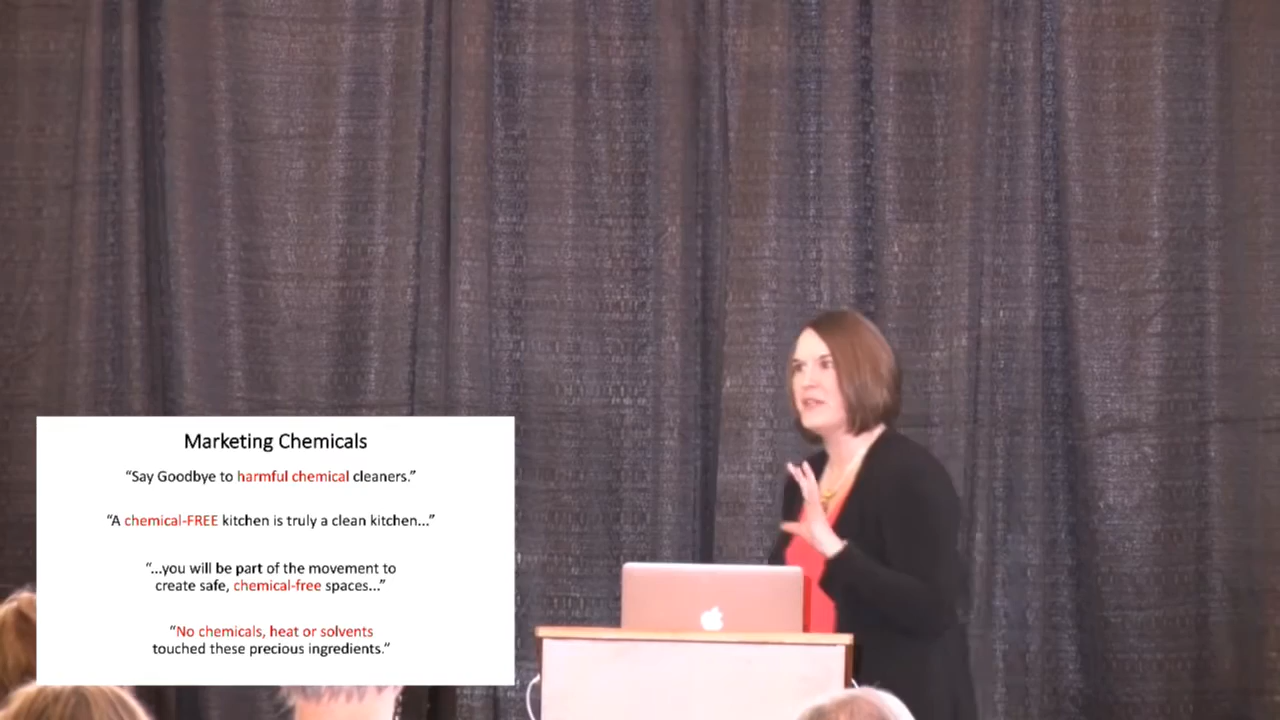 Marketing Chemicals
“Say Goodbye to harmful chemical cleaners.”
“A chemical-FREE kitchen is truly a clean kitchen…”
“…you will be part of the movement to
create safe, chemical-free spaces…”
“No chemicals, heat or solvents
touched these precious ingredients.”